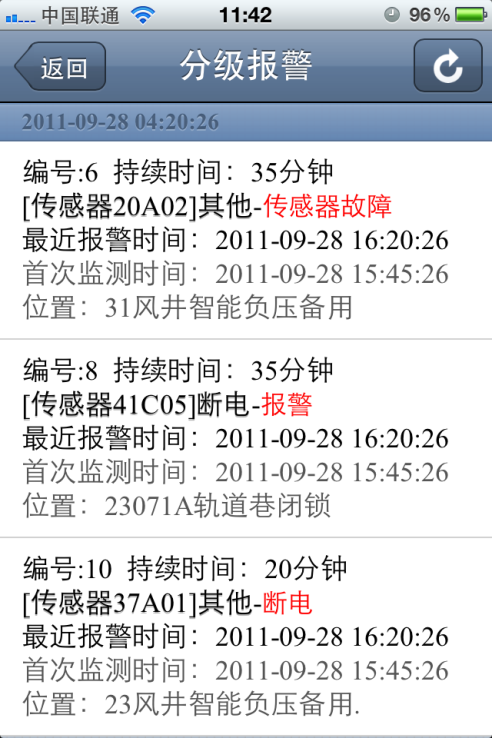 中国联通 11:42 96%
返回 分级报警
2011-09-28 04:20:26
编号:6 持续时间：35分钟
[传感器20A02]其他-传感器故障
最近报警时间：2011-09-28 16:20:26
首次监测时间：2011-09-28 15:45:26
位置：31风井智能负压备用
编号:8 持续时间：35分钟
[传感器41C05]断电-报警
最近报警时间：2011-09-28 16:20:26
首次监测时间：2011-09-28 15:45:26
位置：23071A轨道巷闭锁
编号:10 持续时间：20分钟
[传感器37A01]其他-断电
最近报警时间：2011-09-28 16:20:26
首次监测时间：2011-09-28 15:45:26
位置：23风井智能负压备用.